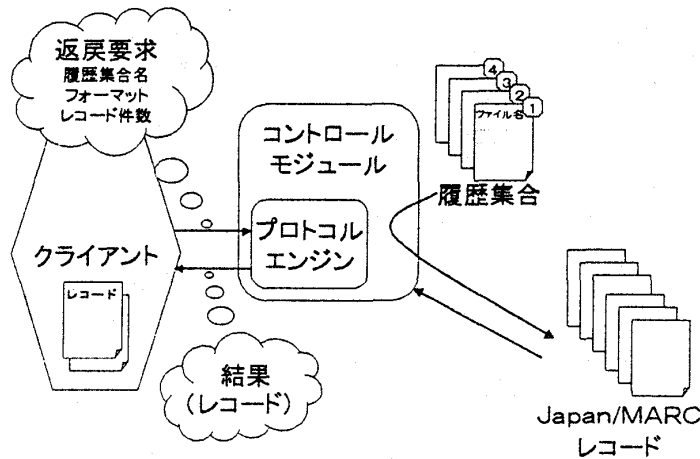 返戻要求
履歴集合名
フォーマット
レコード件数
コントロール
モジュール
プロトコル
エンジン
クライアント
レコード
4
3
2
1
ファイル名
履歴集合
結果
(レコード)
Japan/MARC
レコード